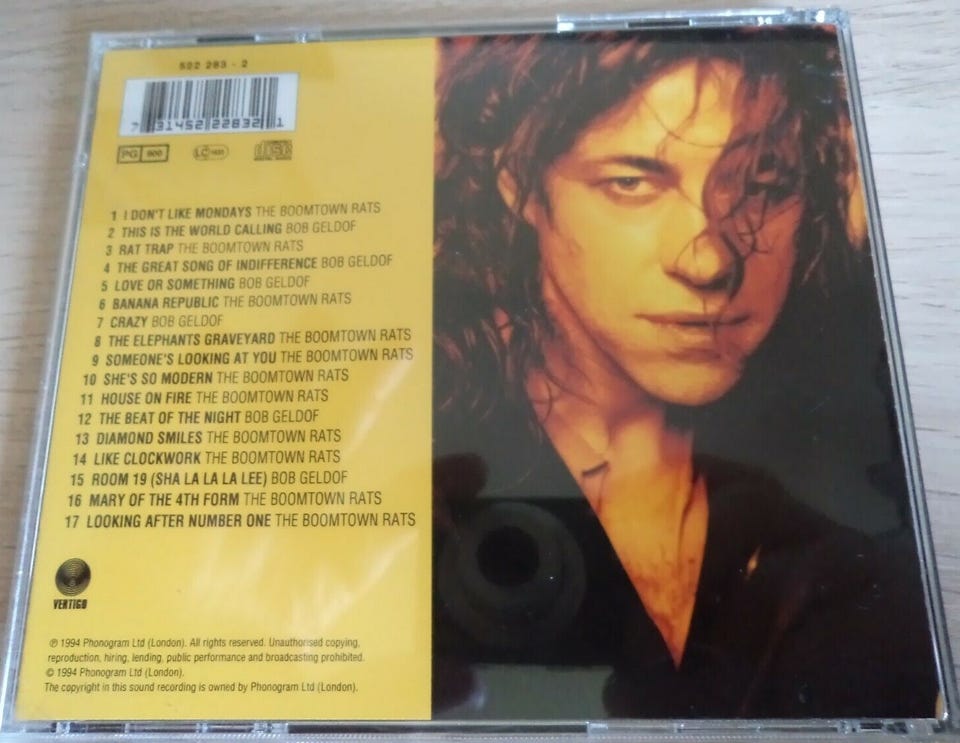 522 283 - 2
7 31452 22832 1
PG 900
LC
1 I DON'T LIKE MONDAYS THE BOOMTOWN RATS
2 THIS IS THE WORLD CALLING BOB GELDOF
3 RAT TRAP THE BOOMTOWN RATS
4 THE GREAT SONG OF INDIFFERENCE BOB GELDOF
5 LOVE OR SOMETHING BOB GELDOF
6 BANANA REPUBLIC THE BOOMTOWN RATS
7 CRAZY BOB GELDOF
8 THE ELEPHANTS GRAVEYARD THE BOOMTOWN RATS
9 SOMEONE'S LOOKING AT YOU THE BOOMTOWN RATS
10 SHE'S SO MODERN THE BOOMTOWN RATS
11 HOUSE ON FIRE THE BOOMTOWN RATS
12 THE BEAT OF THE NIGHT BOB GELDOF
13 DIAMOND SMILES THE BOOMTOWN RATS
14 LIKE CLOCKWORK THE BOOMTOWN RATS
15 ROOM 19 (SHA LA LA LA LEE) BOB GELDOF
16 MARY OF THE 4TH FORM THE BOOMTOWN RATS
17 LOOKING AFTER NUMBER ONE THE BOOMTOWN RATS
VERTIGO
℗ 1994 Phonogram Ltd (London). All rights reserved. Unauthorised copying,
reproduction, hiring, lending, public performance and broadcasting prohibited.
© 1994 Phonogram Ltd (London).
The copyright in this sound recording is owned by Phonogram Ltd (London).